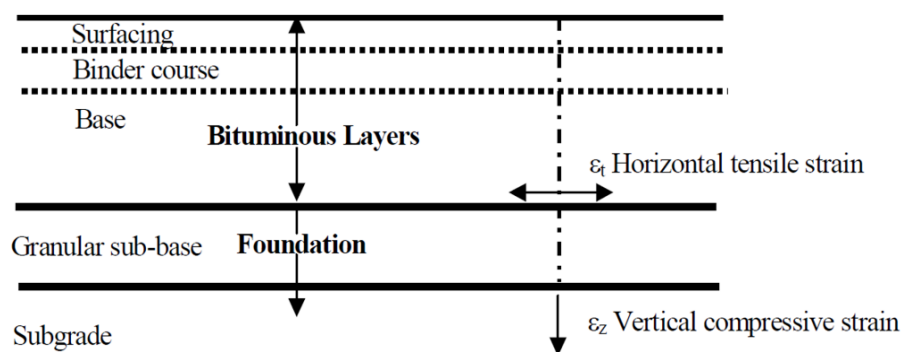 Surfacing
Binder course
Base
Bituminous Layers
εt Horizontal tensile strain
Granular sub-base
Foundation
Subgrade
εz Vertical compressive strain